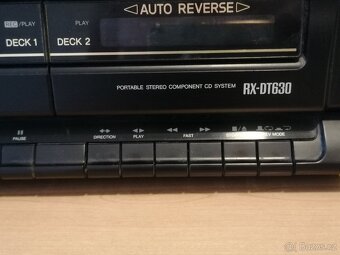 ◁ AUTO REVERSE ▷
REC/PLAY
PLAY
DECK 1
DECK 2
PORTABLE STEREO COMPONENT CD SYSTEM
RX-DT630
PAUSE
DIRECTION
PLAY
FAST
MODE